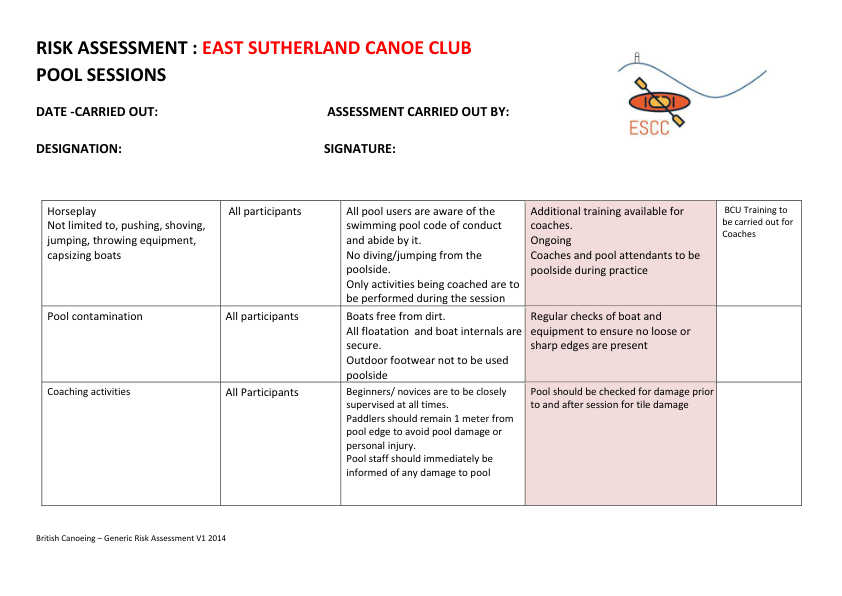 RISK ASSESSMENT : EAST SUTHERLAND CANOE CLUB
POOL SESSIONS
DATE -CARRIED OUT:
ASSESSMENT CARRIED OUT BY:
DESIGNATION:
SIGNATURE:
ESCC
Horseplay
Not limited to, pushing, shoving,
jumping, throwing equipment,
capsizing boats
All participants
All pool users are aware of the
swimming pool code of conduct
and abide by it.
No diving/jumping from the
poolside.
Only activities being coached are to
be performed during the session
Additional training available for
coaches.
Ongoing
Coaches and pool attendants to be
poolside during practice
BCU Training to
be carried out for
Coaches
Pool contamination
All participants
Boats free from dirt.
All floatation  and boat internals are
secure.
Outdoor footwear not to be used
poolside
Regular checks of boat and
equipment to ensure no loose or
sharp edges are present
Coaching activities
All Participants
Beginners/ novices are to be closely
supervised at all times.
Paddlers should remain 1 meter from
pool edge to avoid pool damage or
personal injury.
Pool staff should immediately be
informed of any damage to pool
Pool should be checked for damage prior
to and after session for tile damage
British Canoeing – Generic Risk Assessment V1 2014